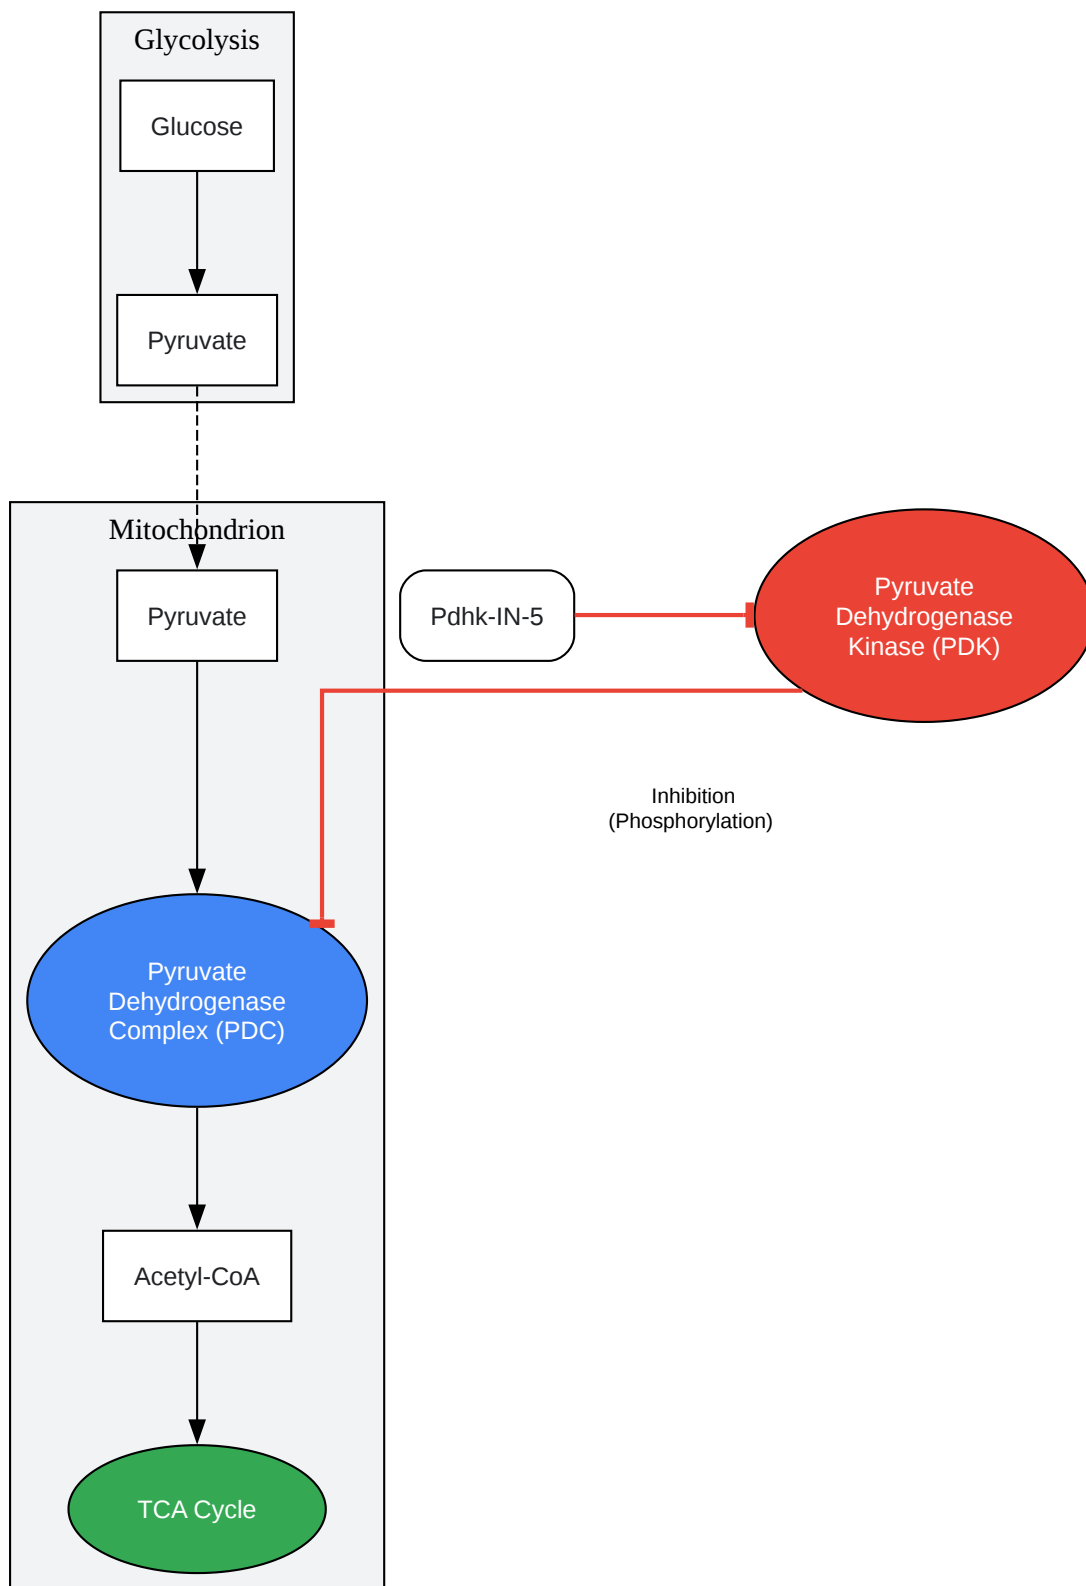 Glycolysis
Glucose
Pyruvate
Mitochondrion
Pyruvate
Pdhk-IN-5
Pyruvate
Dehydrogenase
Kinase (PDK)
Inhibition
(Phosphorylation)
Pyruvate
Dehydrogenase
Complex (PDC)
Acetyl-CoA
TCA Cycle